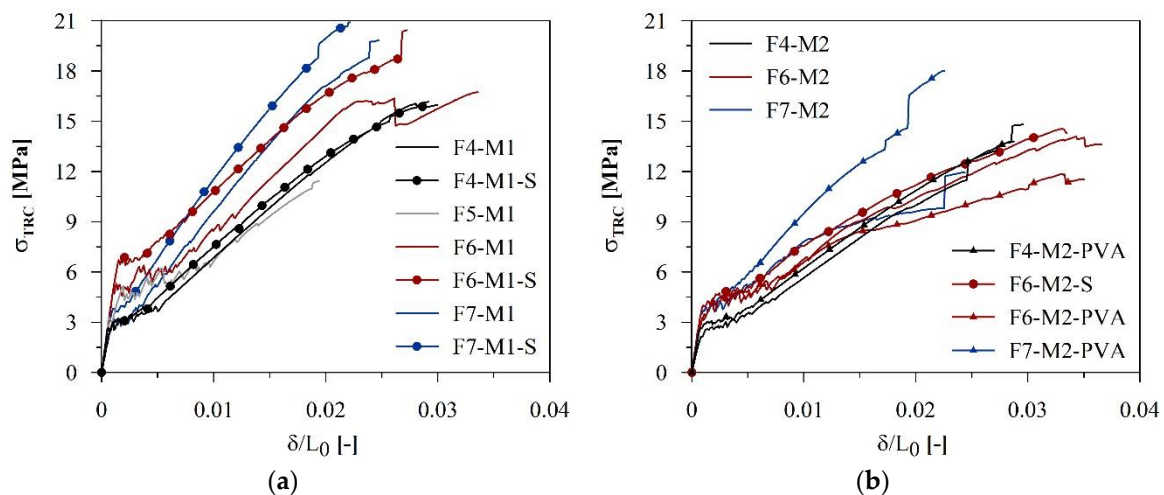 21
18
15
12
9
6
3
0
σTRC [MPa]
0
0.01
0.02
0.03
0.04
δ/L0 [-]
F4-M1
F4-M1-S
F5-M1
F6-M1
F6-M1-S
F7-M1
F7-M1-S
(a)
21
18
15
12
9
6
3
0
σTRC [MPa]
0
0.01
0.02
0.03
0.04
δ/L0 [-]
F4-M2
F6-M2
F7-M2
F4-M2-PVA
F6-M2-S
F6-M2-PVA
F7-M2-PVA
(b)